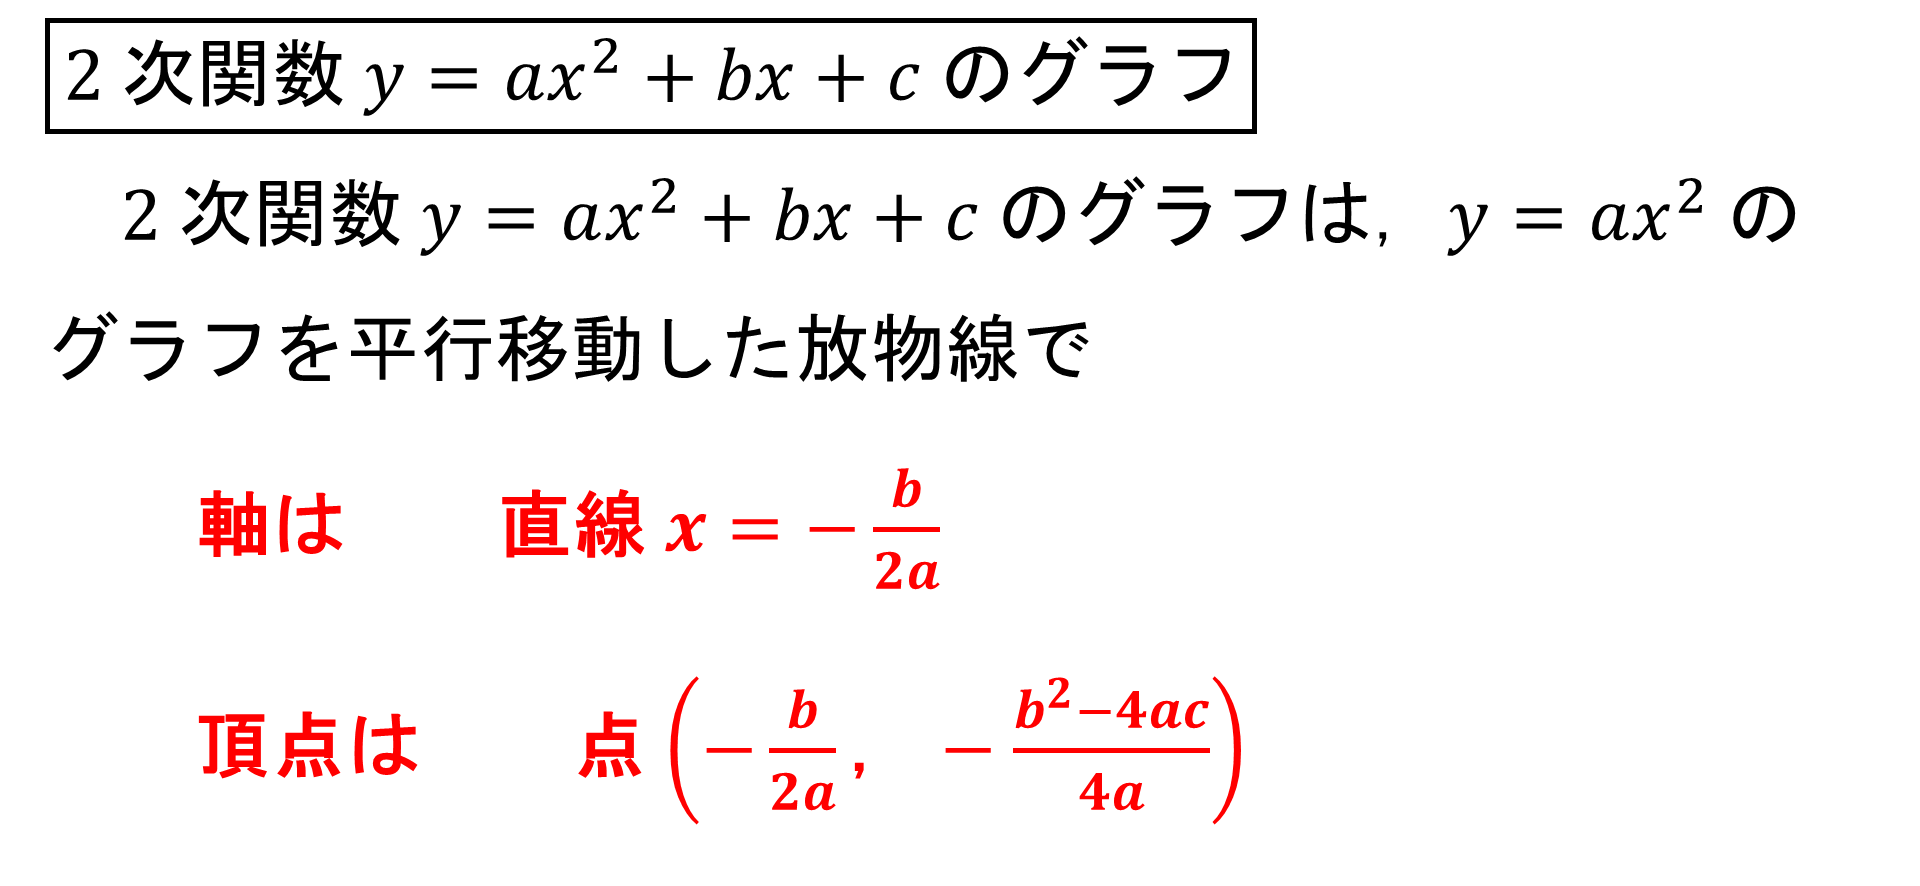 2 次関数 y = ax² + bx + c のグラフ
2 次関数 y = ax² + bx + c のグラフは， y = ax² の
グラフを平行移動した放物線で
軸は 直線 x = −b/2a
頂点は 点 (−b/2a， −b²−4ac/4a)